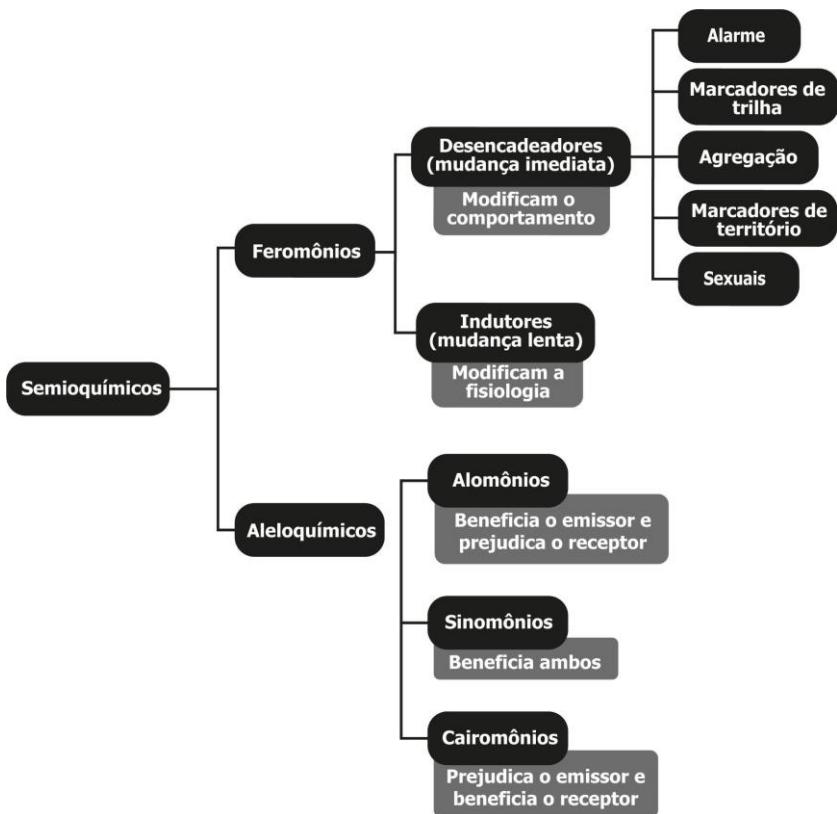 Semioquímicos
Feromônios
Desencadeadores
(mudança imediata)
Modificam o
comportamento
Alarme
Marcadores de
trilha
Agregação
Marcadores de
território
Sexuais
Indutores
(mudança lenta)
Modificam a
fisiologia
Aleloquímicos
Alomônios
Beneficia o emissor e
prejudica o receptor
Sinomônios
Beneficia ambos
Cairomônios
Prejudica o emissor e
beneficia o receptor